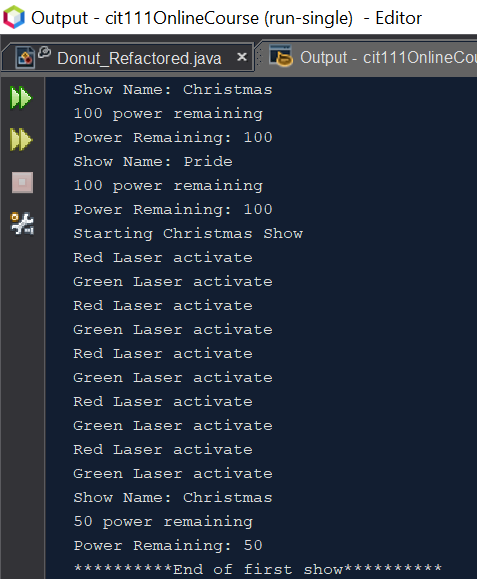 Output - cit111OnlineCourse (run-single) - Editor
Donut_Refactored.java × Output -
Show Name: Christmas
100 power remaining
Power Remaining: 100
Show Name: Pride
100 power remaining
Power Remaining: 100
Starting Christmas Show
Red Laser activate
Green Laser activate
Red Laser activate
Green Laser activate
Red Laser activate
Green Laser activate
Red Laser activate
Green Laser activate
Red Laser activate
Green Laser activate
Show Name: Christmas
50 power remaining
Power Remaining: 50
**********End of first show**********